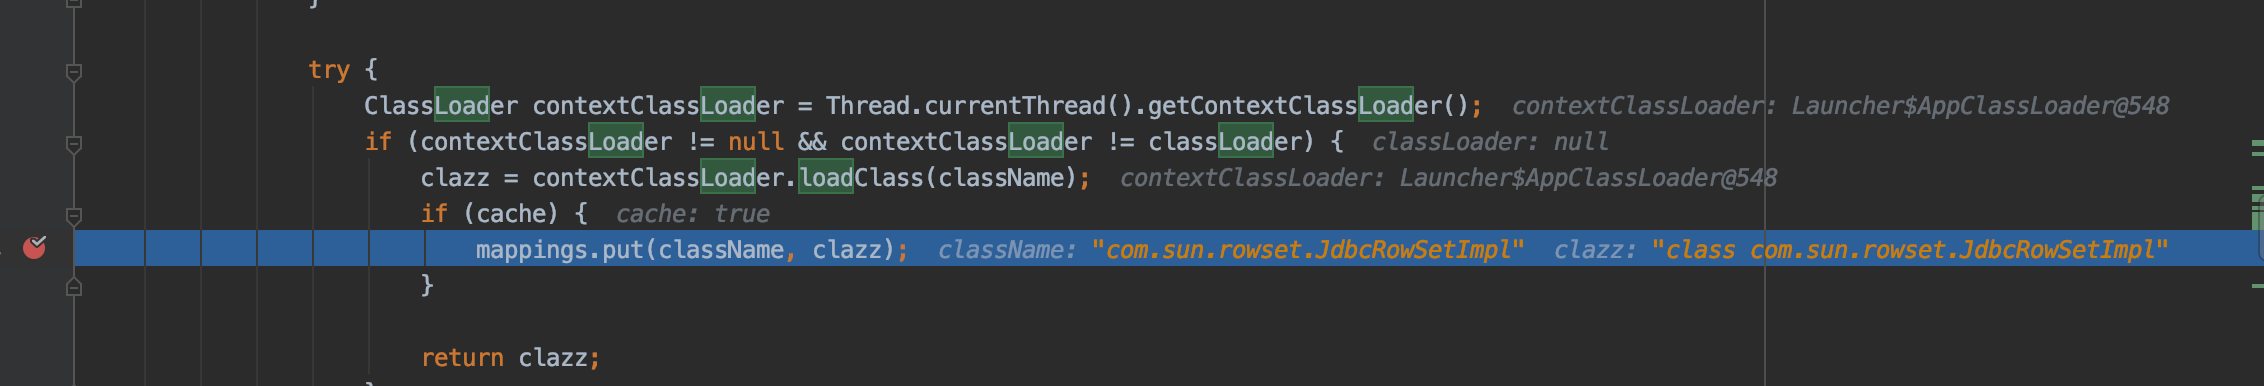 }
try {
ClassLoader contextClassLoader = Thread.currentThread().getContextClassLoader(); contextClassLoader: Launcher$AppClassLoader@548
if (contextClassLoader != null && contextClassLoader != classLoader) { classLoader: null
clazz = contextClassLoader.loadClass(className); contextClassLoader: Launcher$AppClassLoader@548
if (cache) { cache: true
mappings.put(className, clazz); className: "com.sun.rowset.JdbcRowSetImpl" clazz: "class com.sun.rowset.JdbcRowSetImpl"
}
return clazz;
}